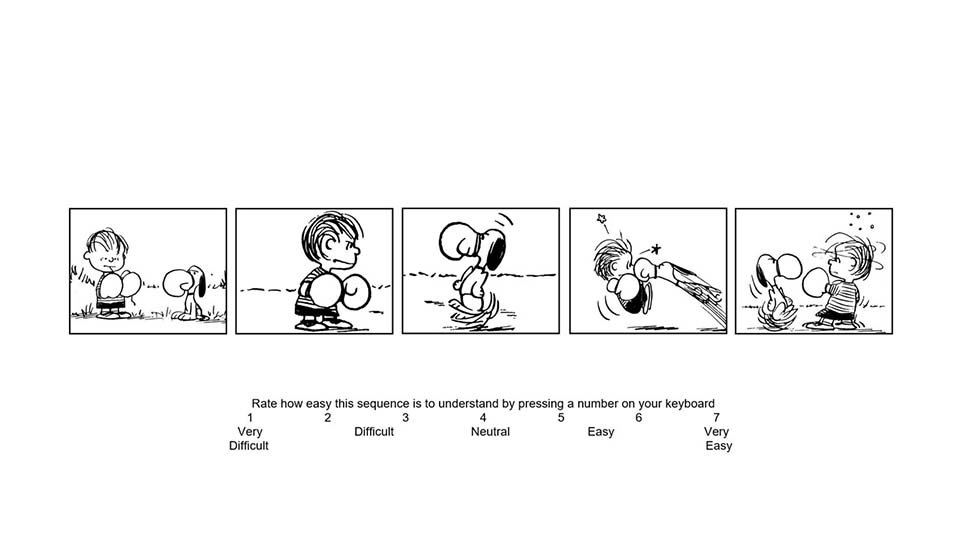 Rate how easy this sequence is to understand by pressing a number on your keyboard
1 2 3 4 5 6 7
Very Difficult Neutral Easy Very
Difficult Easy